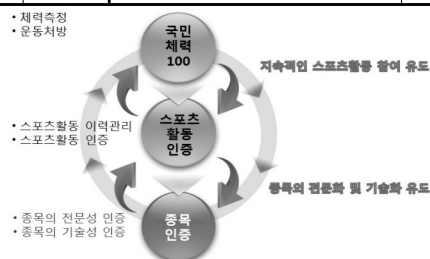 • 체력측정
• 운동처방
국민
체력
100
지속적인 스포츠활동 참여 유도
• 스포츠활동 이력관리
• 스포츠활동 인증
스포츠
활동
인증
종목의 전문화 및 기술화 유도
• 종목의 전문성 인증
• 종목의 기술성 인증
종목
인증